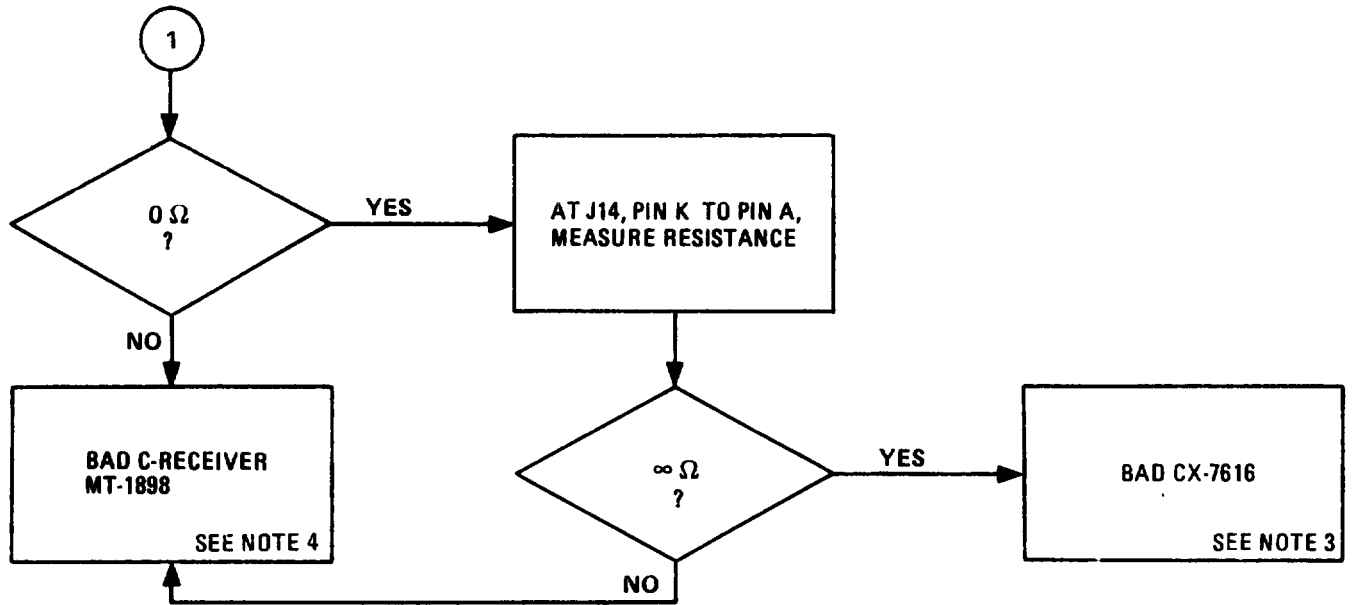 1
0 Ω
?
YES
AT J14, PIN K TO PIN A,
MEASURE RESISTANCE
NO
BAD C-RECEIVER
MT-1898
SEE NOTE 4
∞ Ω
?
YES
BAD CX-7616
SEE NOTE 3
NO